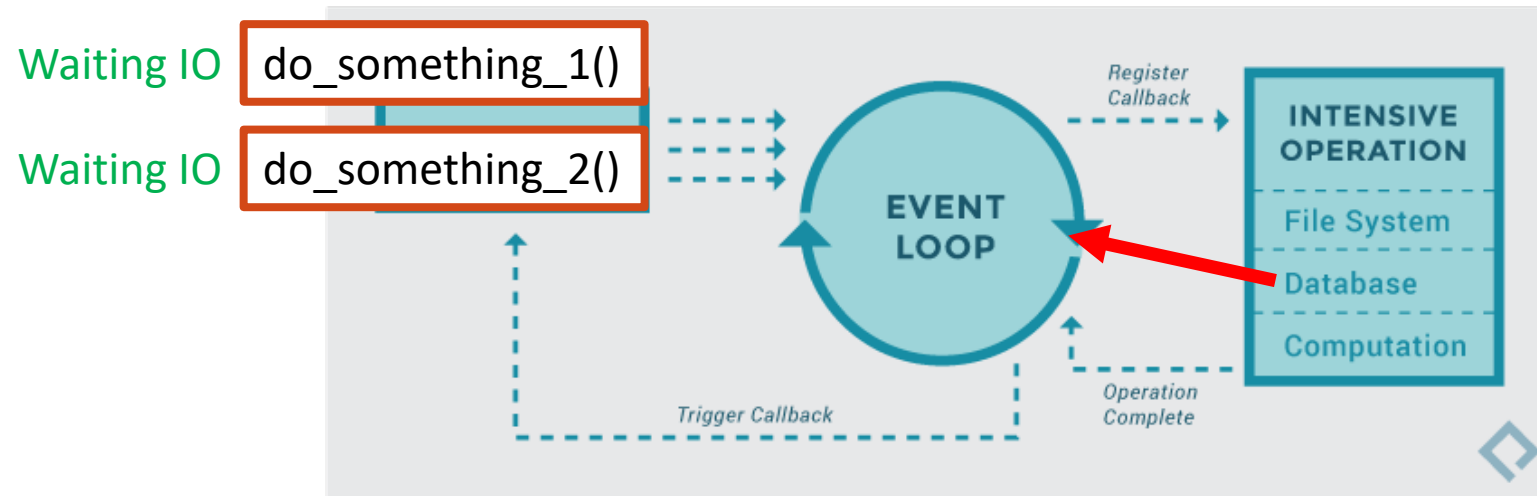 Waiting IO
do_something_1()
Waiting IO
do_something_2()
EVENT
LOOP
Register
Callback
INTENSIVE
OPERATION
File System
Database
Computation
Operation
Complete
Trigger Callback